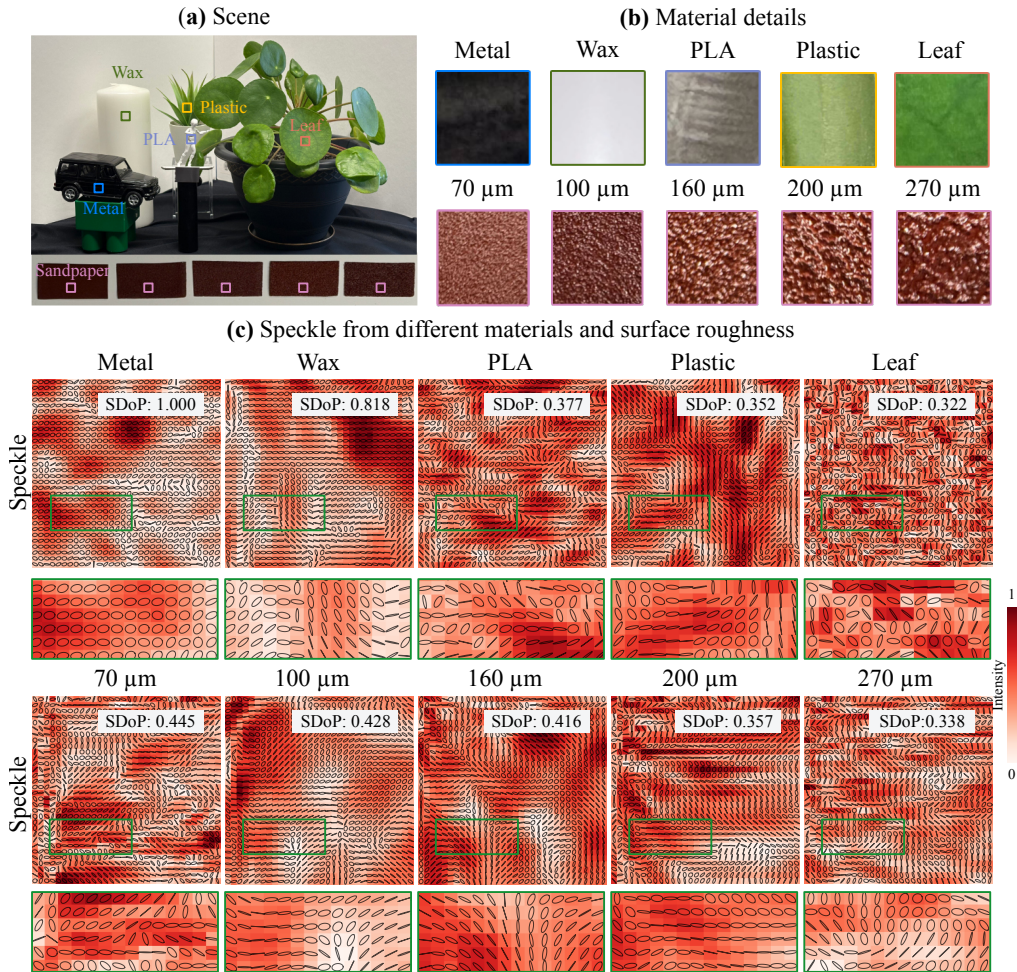 (a) Scene
Wax
Plastic
PLA
Leaf
Metal
Sandpaper
(b) Material details
Metal Wax PLA Plastic Leaf
70 µm 100 µm 160 µm 200 µm 270 µm
(c) Speckle from different materials and surface roughness
Metal Wax PLA Plastic Leaf
Speckle
SDoP: 1.000 SDoP: 0.818 SDoP: 0.377 SDoP: 0.352 SDoP: 0.322
1
Intensity
0
70 µm 100 µm 160 µm 200 µm 270 µm
Speckle
SDoP: 0.445 SDoP: 0.428 SDoP: 0.416 SDoP: 0.357 SDoP:0.338